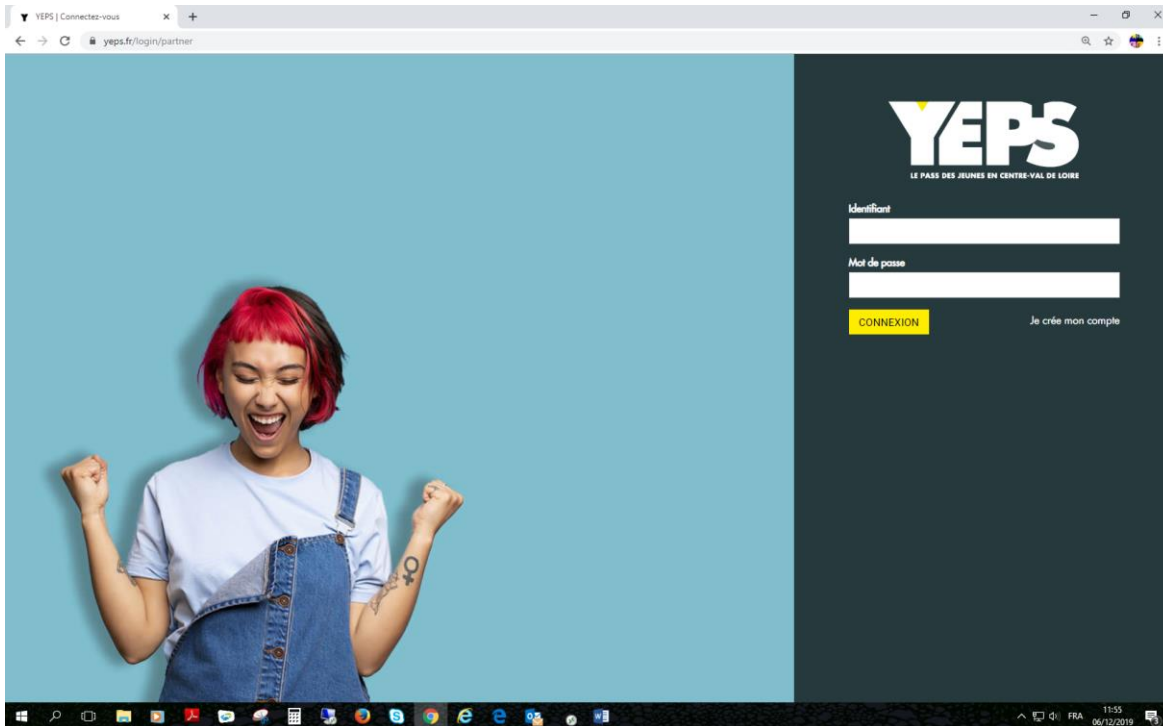 YEPS | Connectez-vous
yeps.fr/login/partner
YEPS
LE PASS DES JEUNES EN CENTRE-VAL DE LOIRE
Identifiant
Mot de passe
CONNEXION
Je crée mon compte
FRA
11:55
06/12/2019